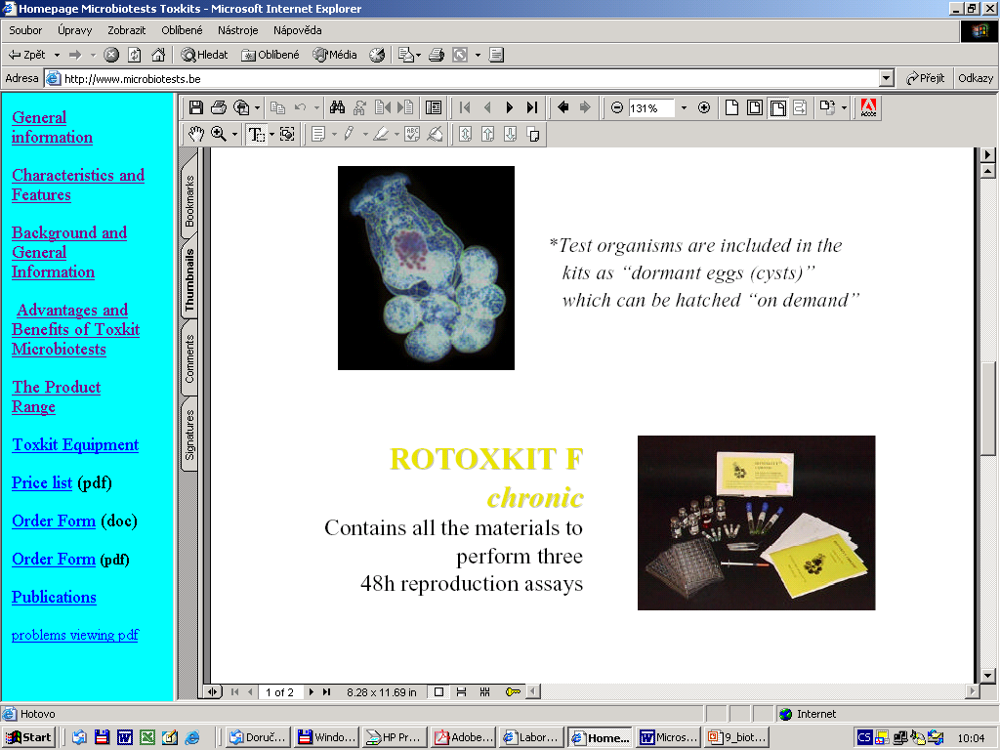 Homepage Microbiotests Toxkits - Microsoft Internet Explorer
Soubor Úpravy Zobrazit Oblíbené Nástroje Nápověda
Zpět Hledat Oblíbené Média
Adresa http://www.microbiotests.be Přejít Odkazy
General
information
Characteristics and
Features
Background and
General
Information
Advantages and
Benefits of Toxkit
Microbiotests
The Product
Range
Toxkit Equipment
Price list (pdf)
Order Form (doc)
Order Form (pdf)
Publications
problems viewing pdf
131%
Adobe
Bookmarks
Thumbnails
Comments
Signatures
*Test organisms are included in the
kits as “dormant eggs (cysts)”
which can be hatched “on demand”
ROTOXKIT F
chronic
Contains all the materials to
perform three
48h reproduction assays
1 of 2 8.28 x 11.69 in
Hotovo Internet
Start Doruč... Windo... HP Pr... Adobe... Labor... Home... Micros... 9_biot... CS 10:04